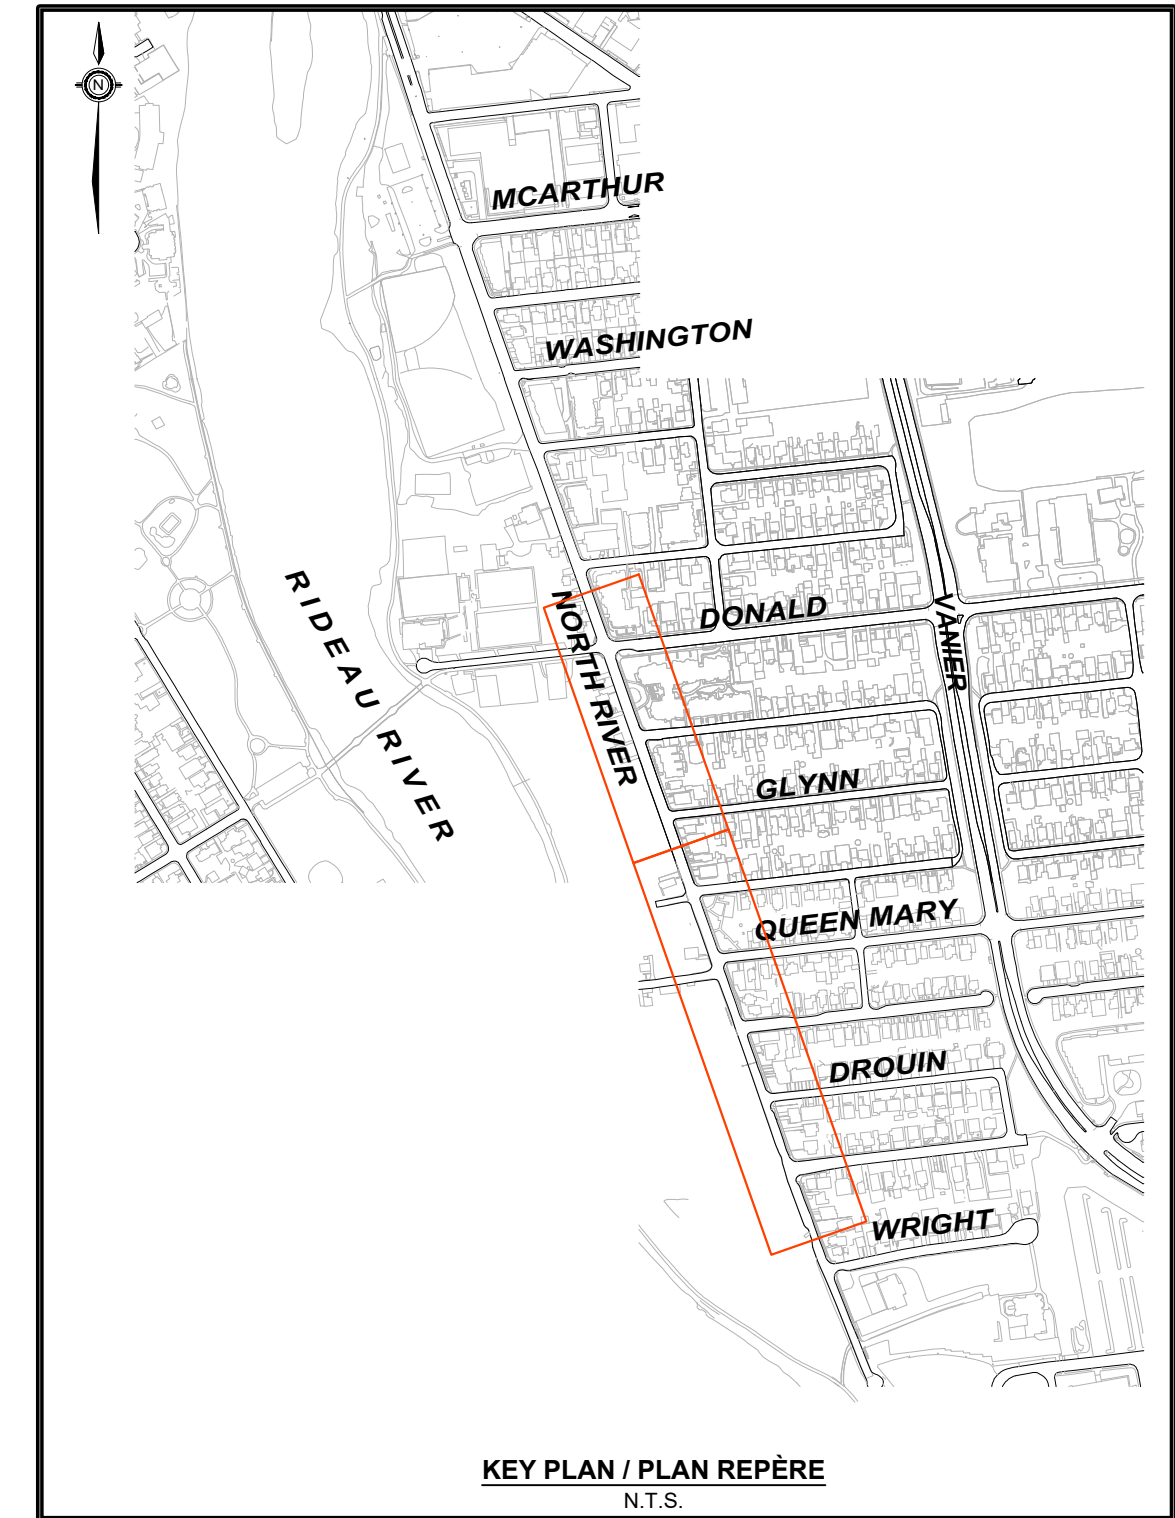 N
MCARTHUR
WASHINGTON
RIDEAU RIVER
NORTH RIVER
DONALD
VANIER
GLYNN
QUEEN MARY
DROUIN
WRIGHT
KEY PLAN / PLAN REPÈRE
N.T.S.